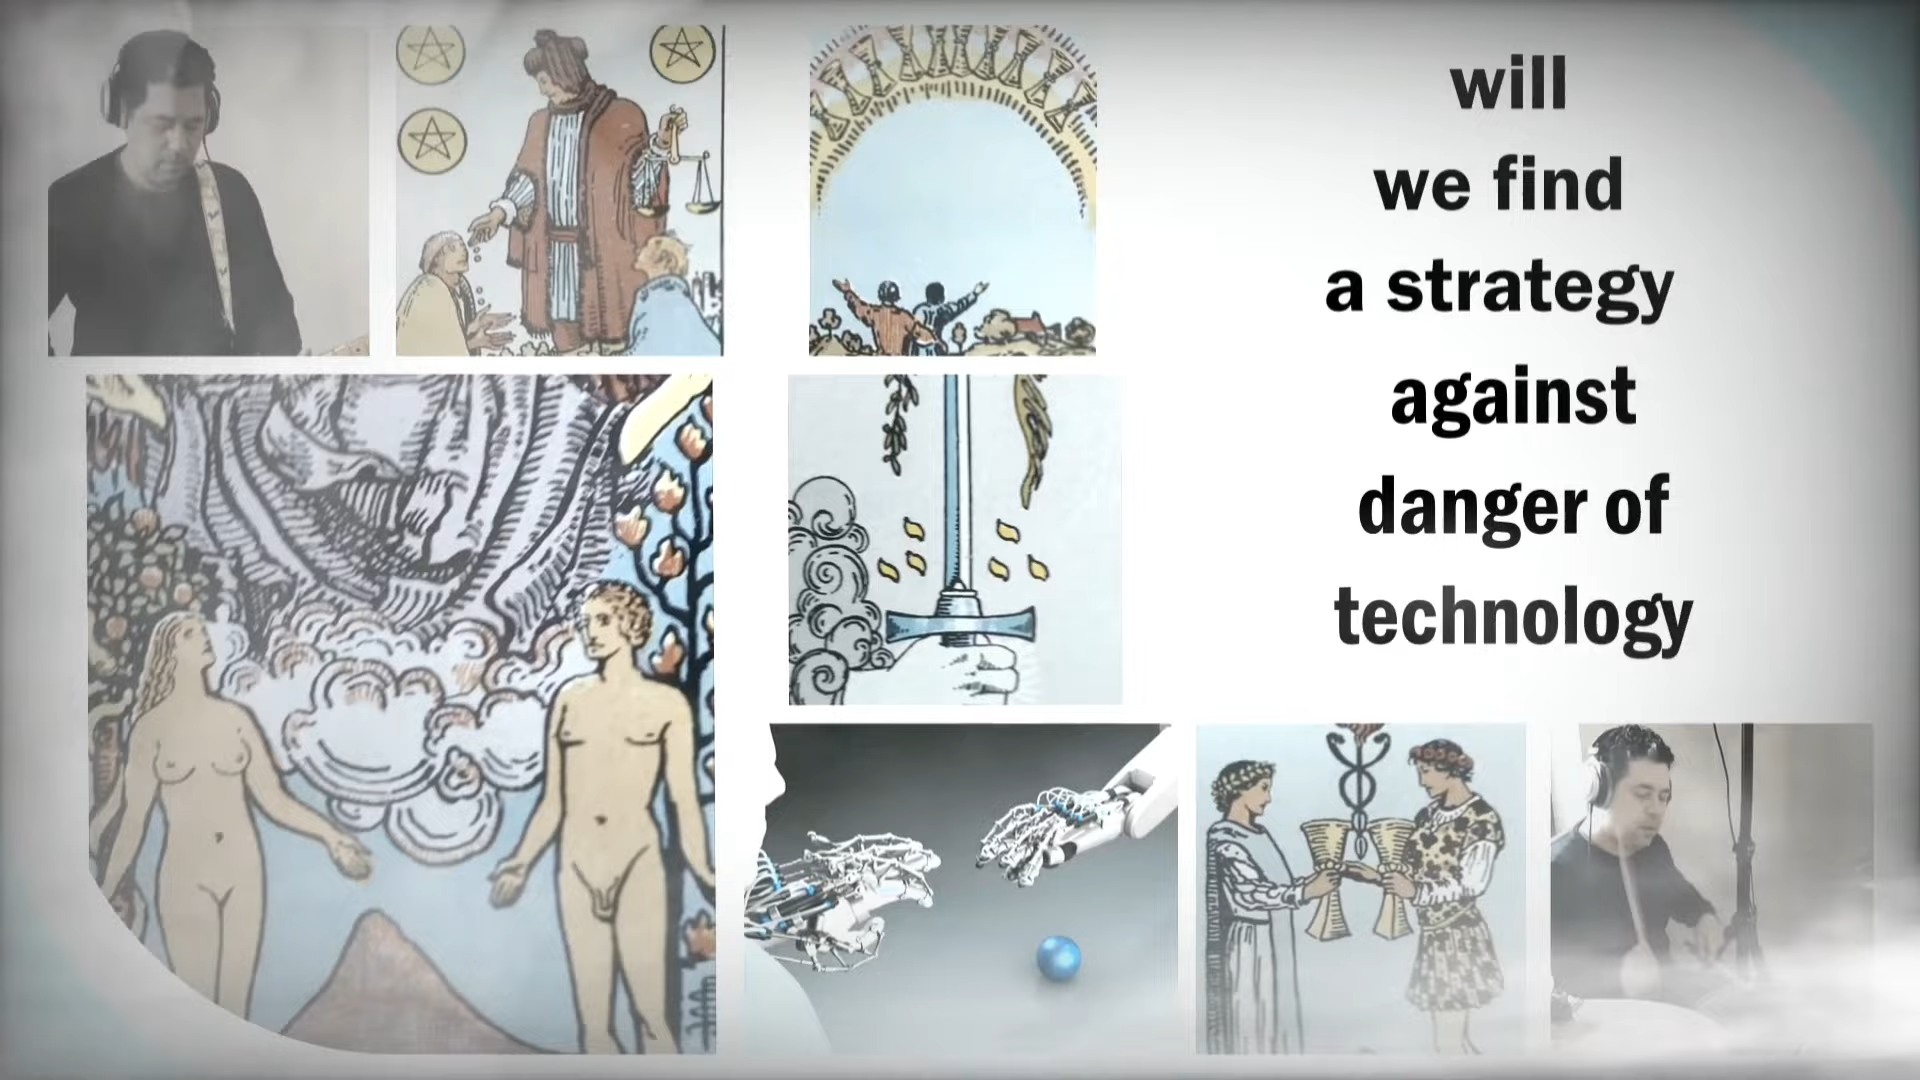 will
we find
a strategy
against
danger of
technology